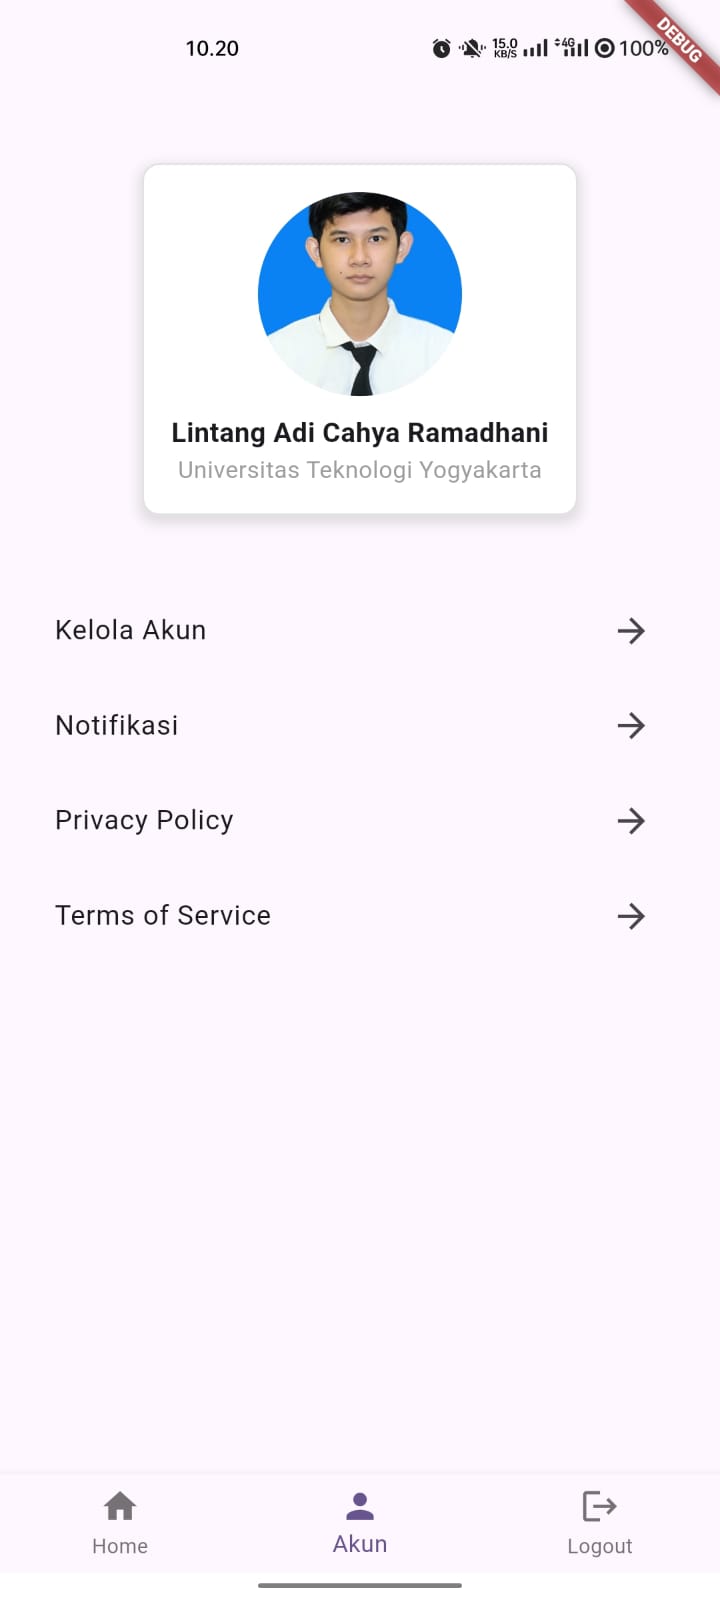 10.20
15.0
KB/S
4G
100%
DEBUG
Lintang Adi Cahya Ramadhani
Universitas Teknologi Yogyakarta
Kelola Akun
Notifikasi
Privacy Policy
Terms of Service
Home
Akun
Logout